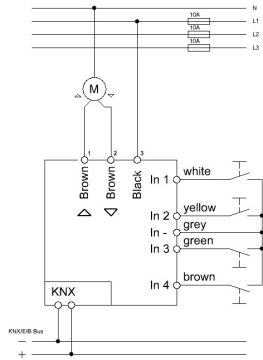 N
10A
L1
10A
L2
10A
L3
M
1
2
3
Brown
Brown
Black
In 1
white
In 2
yellow
In -
grey
In 3
green
In 4
brown
KNX
KNX/EIB Bus
−
+